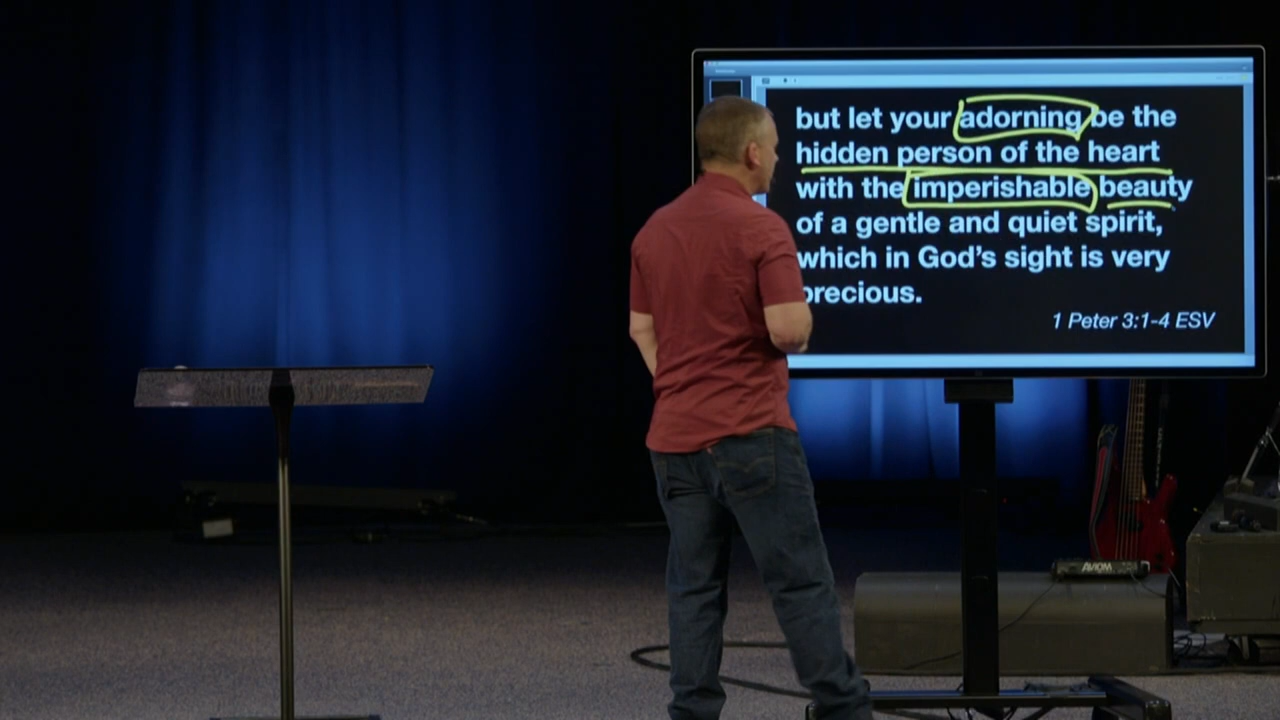 but let your adorning be the
hidden person of the heart
with the imperishable beauty
of a gentle and quiet spirit,
which in God's sight is very
precious.
1 Peter 3:1-4 ESV
AVIOM